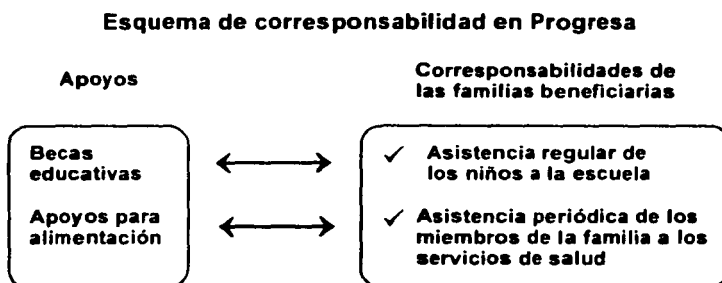 Esquema de corresponsabilidad en Progresa
Apoyos
Corresponsabilidades de
las familias beneficiarias
Becas
educativas
✓ Asistencia regular de
los niños a la escuela
Apoyos para
alimentación
✓ Asistencia periódica de los
miembros de la familia a los
servicios de salud